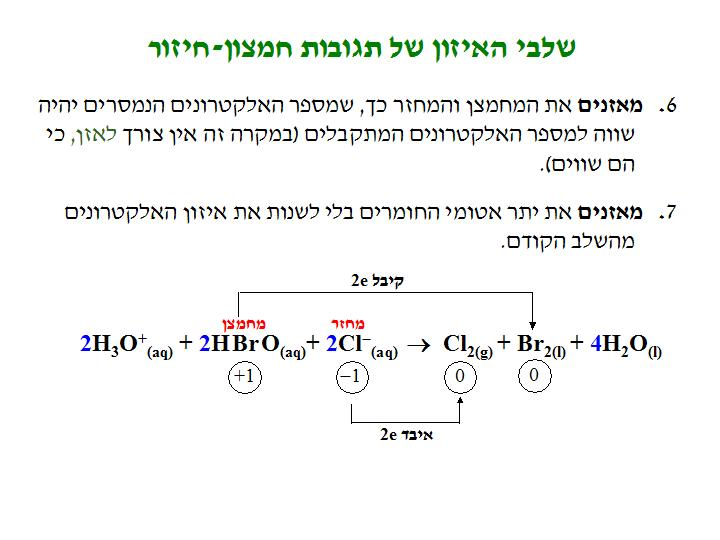 שלבי האיזון של תגובות חמצון-חיזור
6. מאזנים את המחמצן והמחזר כך, שמספר האלקטרונים הנמסרים יהיה
שווה למספר האלקטרונים המתקבלים (במקרה זה אין צורך לאזן, כי
הם שווים).
7. מאזנים את יתר אטומי החומרים בלי לשנות את איזון האלקטרונים
מהשלב הקודם.
קיבל 2e
מחמצן מחזר
2H₃O⁺(aq) + 2HBrO(aq) + 2Cl⁻(aq) → Cl₂(g) + Br₂(l) + 4H₂O(l)
+1 −1 0 0
איבד 2e